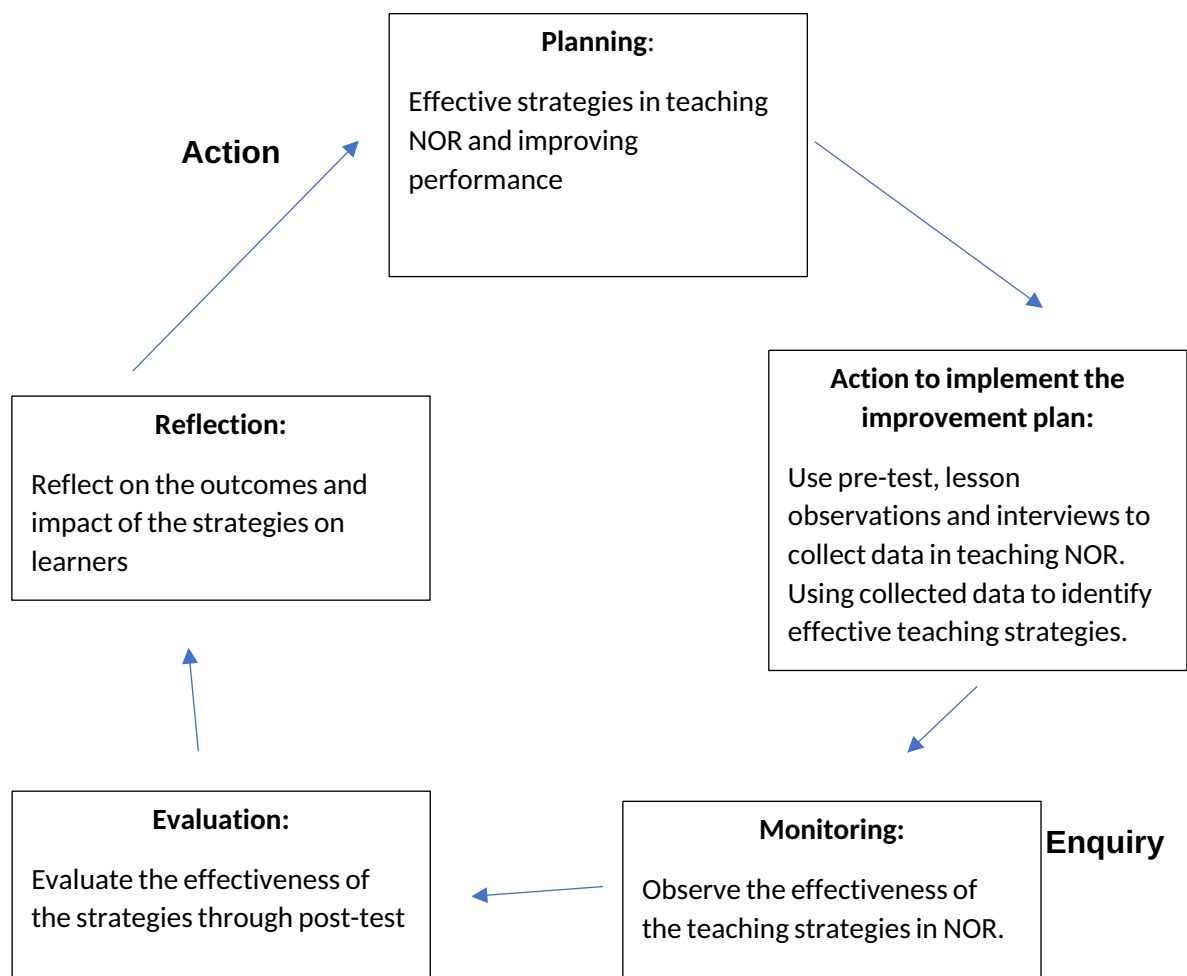 Planning:
Effective strategies in teaching
NOR and improving
performance
Action
Action to implement the
improvement plan:
Use pre-test, lesson
observations and interviews to
collect data in teaching NOR.
Using collected data to identify
effective teaching strategies.
Reflection:
Reflect on the outcomes and
impact of the strategies on
learners
Evaluation:
Evaluate the effectiveness of
the strategies through post-test
Monitoring:
Observe the effectiveness of
the teaching strategies in NOR.
Enquiry